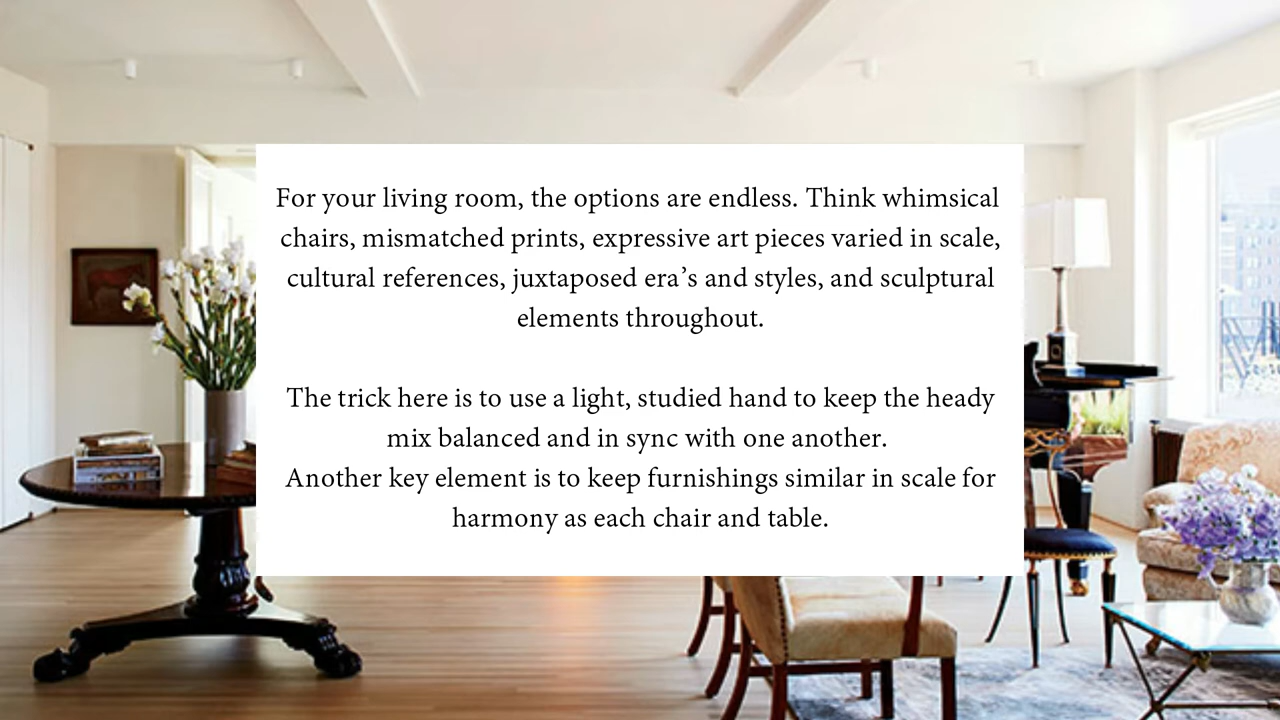 For your living room, the options are endless. Think whimsical
chairs, mismatched prints, expressive art pieces varied in scale,
cultural references, juxtaposed era’s and styles, and sculptural
elements throughout.
The trick here is to use a light, studied hand to keep the heady
mix balanced and in sync with one another.
Another key element is to keep furnishings similar in scale for
harmony as each chair and table.